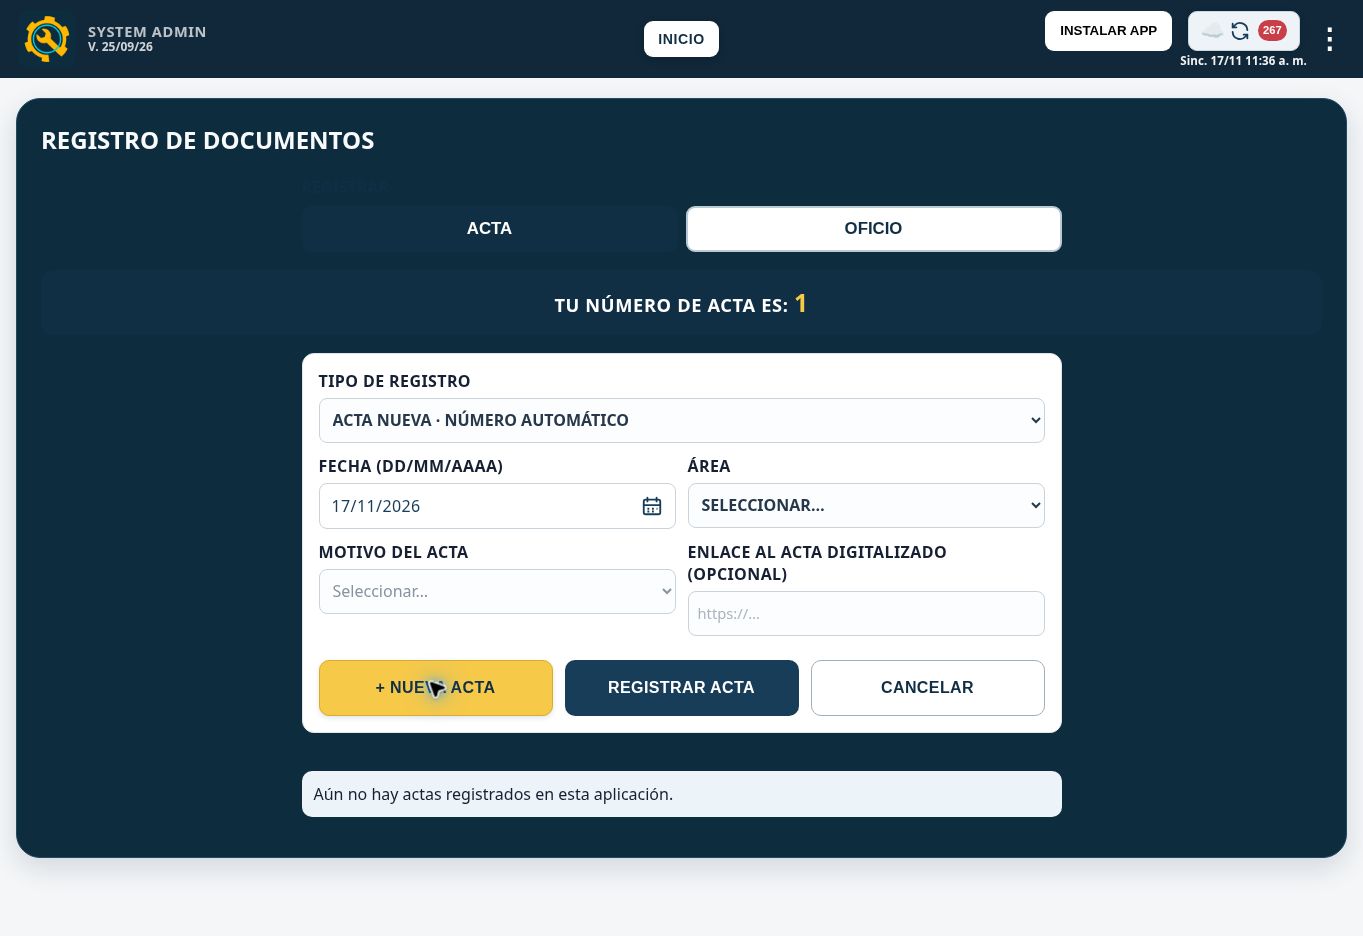 SYSTEM ADMIN
V. 25/09/26
INICIO
INSTALAR APP
267
Sinc. 17/11 11:36 a. m.
REGISTRO DE DOCUMENTOS
REGISTRAR
ACTA
OFICIO
TU NÚMERO DE ACTA ES: 1
TIPO DE REGISTRO
ACTA NUEVA · NÚMERO AUTOMÁTICO
FECHA (DD/MM/AAAA)
ÁREA
17/11/2026
SELECCIONAR...
MOTIVO DEL ACTA
ENLACE AL ACTA DIGITALIZADO
(OPCIONAL)
Seleccionar...
https://...
+ NUEVA ACTA
REGISTRAR ACTA
CANCELAR
Aún no hay actas registrados en esta aplicación.